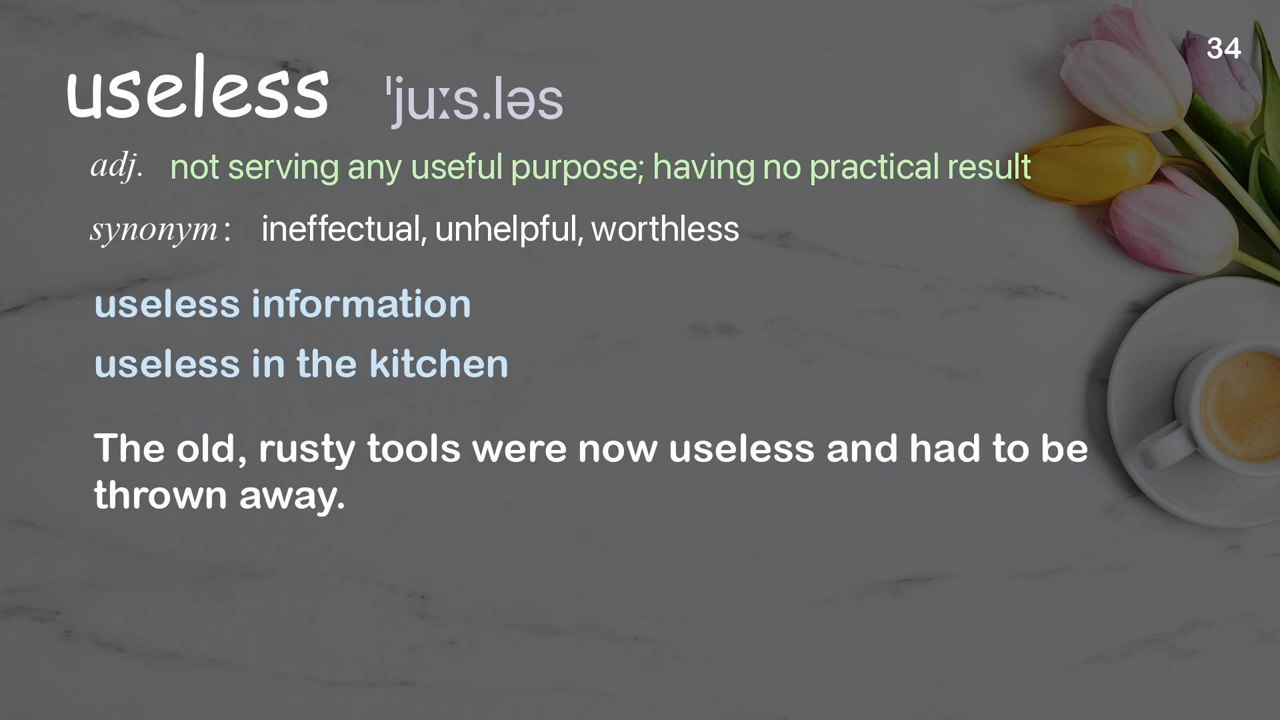 34
useless ˈjuːs.ləs
adj. not serving any useful purpose; having no practical result
synonym: ineffectual, unhelpful, worthless
useless information
useless in the kitchen
The old, rusty tools were now useless and had to be
thrown away.